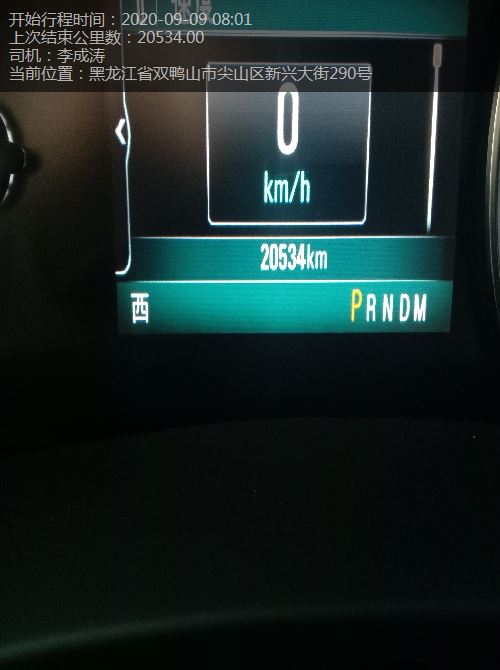 开始行程时间：2020-09-09 08:01
上次结束公里数：20534.00
司机：李成涛
当前位置：黑龙江省双鸭山市尖山区新兴大街290号
速度
0
km/h
20534km
西 PRNDM